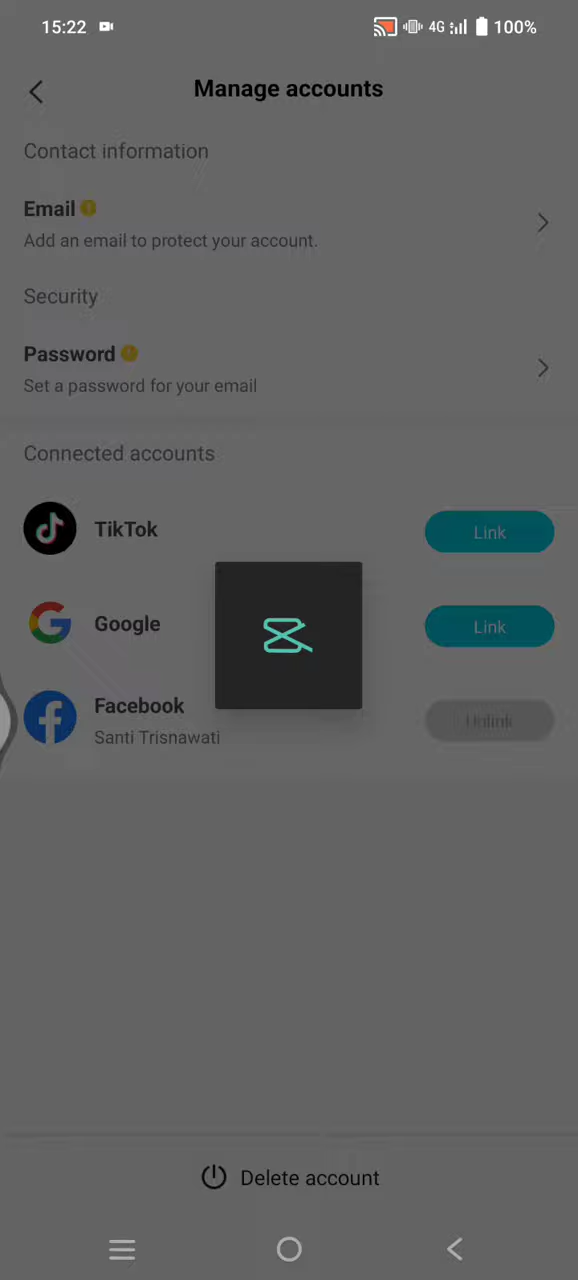 15:22
4G
100%
Manage accounts
Contact information
Email
Add an email to protect your account.
Security
Password
Set a password for your email
Connected accounts
TikTok
Link
Google
Link
Facebook
Unlink
Santi Trisnawati
Delete account